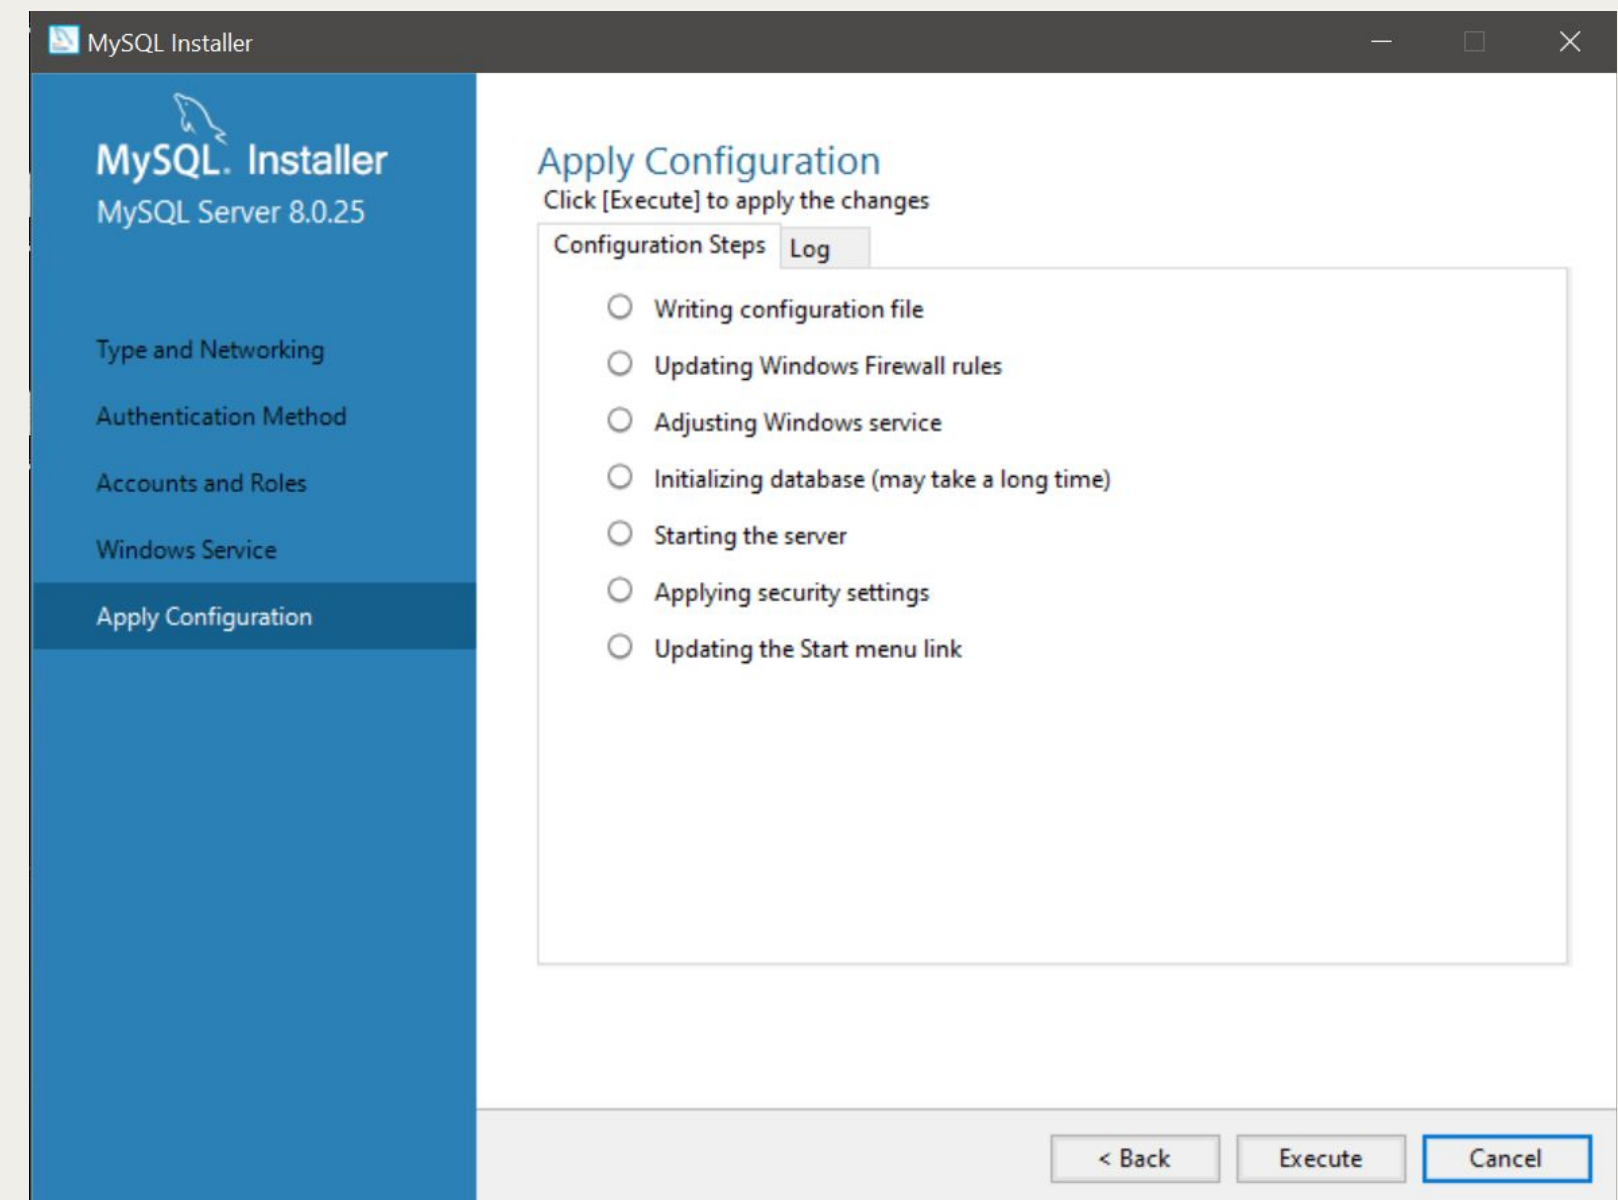 MySQL Installer
MySQL. Installer
MySQL Server 8.0.25
Type and Networking
Authentication Method
Accounts and Roles
Windows Service
Apply Configuration
Apply Configuration
Click [Execute] to apply the changes
Configuration Steps
Log
Writing configuration file
Updating Windows Firewall rules
Adjusting Windows service
Initializing database (may take a long time)
Starting the server
Applying security settings
Updating the Start menu link
< Back
Execute
Cancel